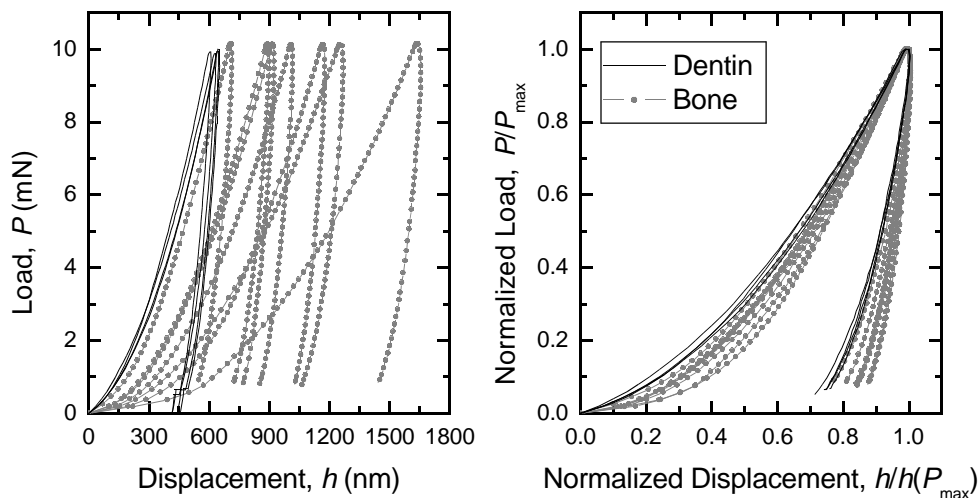 10
8
6
4
2
0
0 300 600 900 1200 1500 1800
Load, P (mN)
Displacement, h (nm)
1.0
0.8
0.6
0.4
0.2
0.0
0.0 0.2 0.4 0.6 0.8 1.0
Normalized Load, P/Pmax
Normalized Displacement, h/h(Pmax)
Dentin
Bone